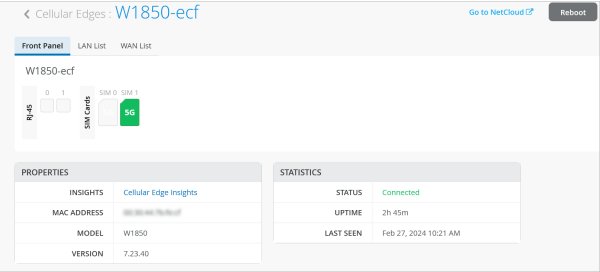 Cellular Edges : W1850-ecf
Go to NetCloud
Reboot
Front Panel LAN List WAN List
W1850-ecf
RJ-45
0 1
SIM Cards
SIM 0 SIM 1
5G
PROPERTIES
INSIGHTS Cellular Edge Insights
MAC ADDRESS
MODEL W1850
VERSION 7.23.40
STATISTICS
STATUS Connected
UPTIME 2h 45m
LAST SEEN Feb 27, 2024 10:21 AM